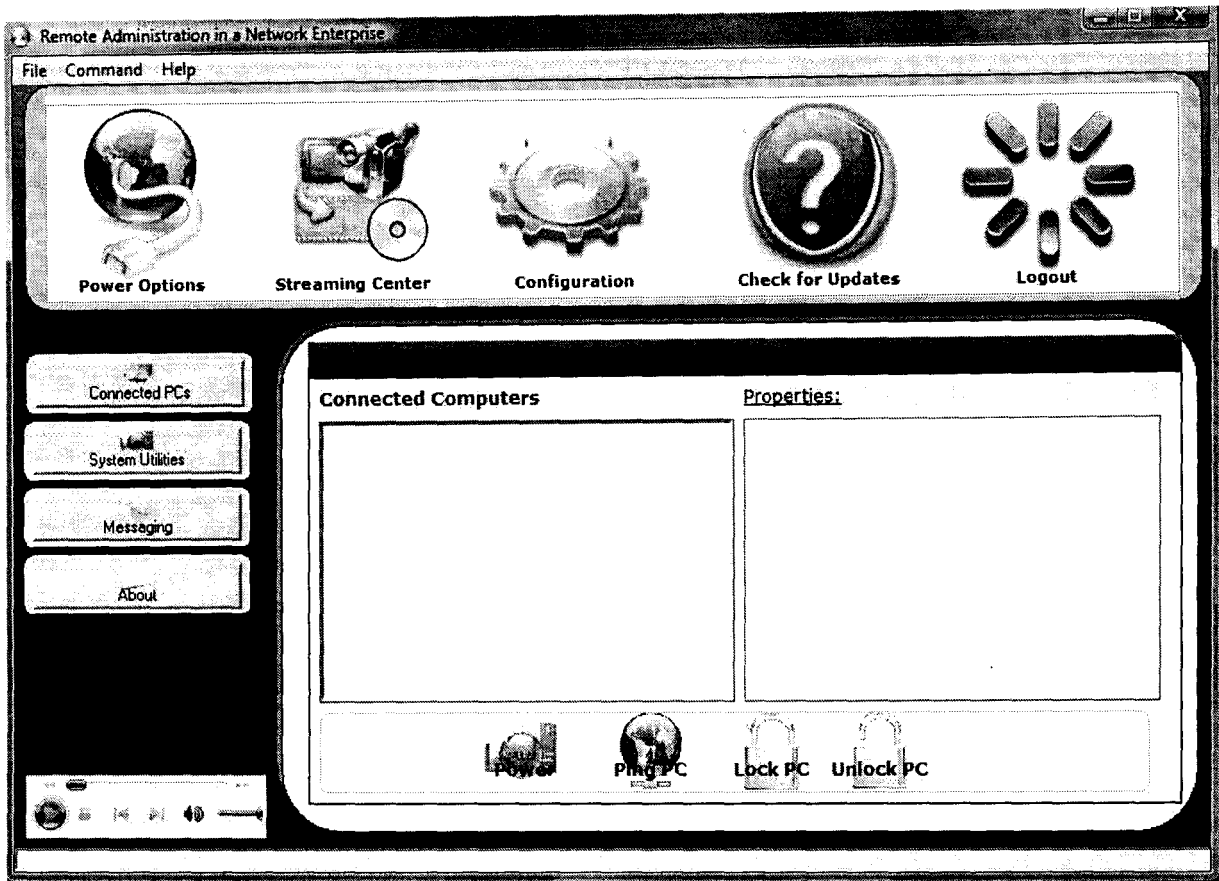 Remote Administration in a Network Enterprise
File Command Help
Power Options Streaming Center Configuration Check for Updates Logout
Connected PCs
System Utilities
Messaging
About
Connected Computers Properties:
Power Ping PC Lock PC Unlock PC